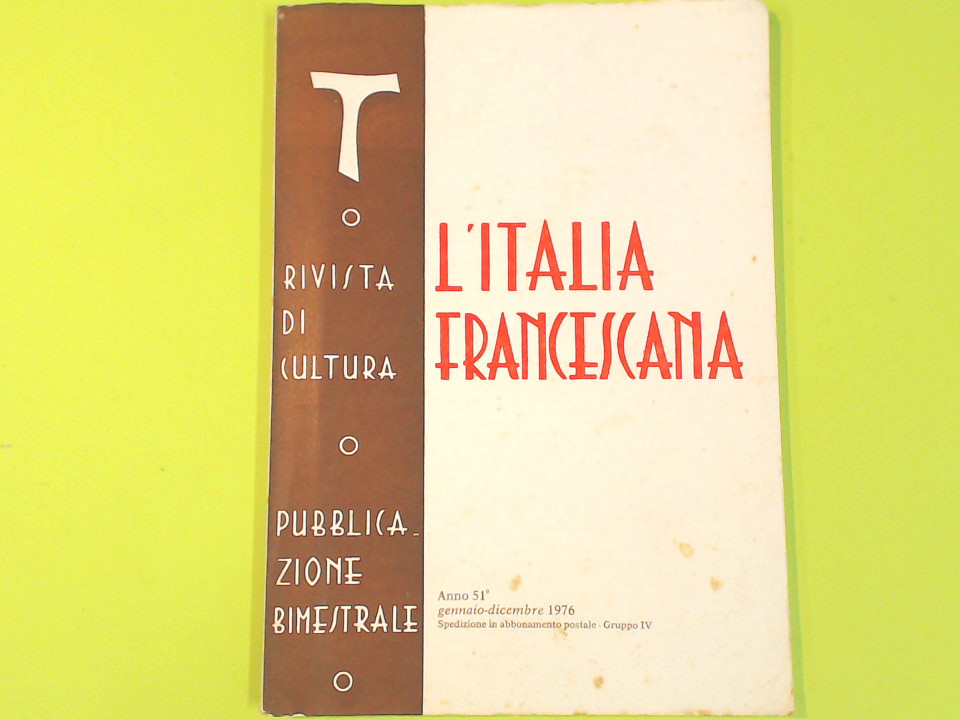 RIVISTA
DI
CULTURA
PUBBLICA-
ZIONE
BIMESTRALE
L'ITALIA
FRANCESCANA
Anno 51°
gennaio-dicembre 1976
Spedizione in abbonamento postale - Gruppo IV